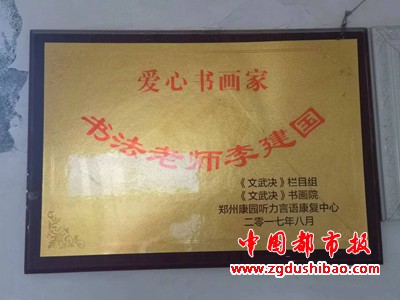 爱心书画家
书法老师李建国
《文武决》栏目组
《文武决》书画院
郑州康园听力言语康复中心
二零一七年八月
中国都市报
www.zgdushibao.com